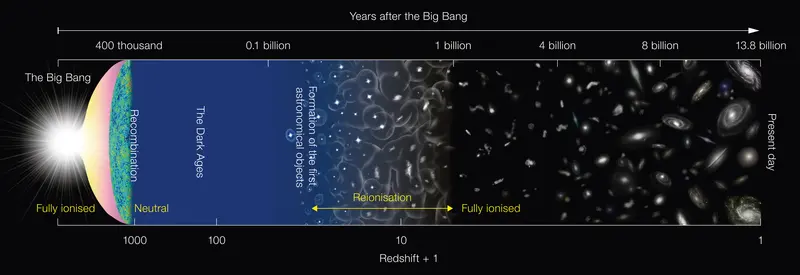 Years after the Big Bang
400 thousand
0.1 billion
1 billion
4 billion
8 billion
13.8 billion
The Big Bang
Recombination
The Dark Ages
Formation of the first
astronomical objects
Present day
Fully ionised
Neutral
Reionisation
Fully ionised
1000
100
10
1
Redshift + 1